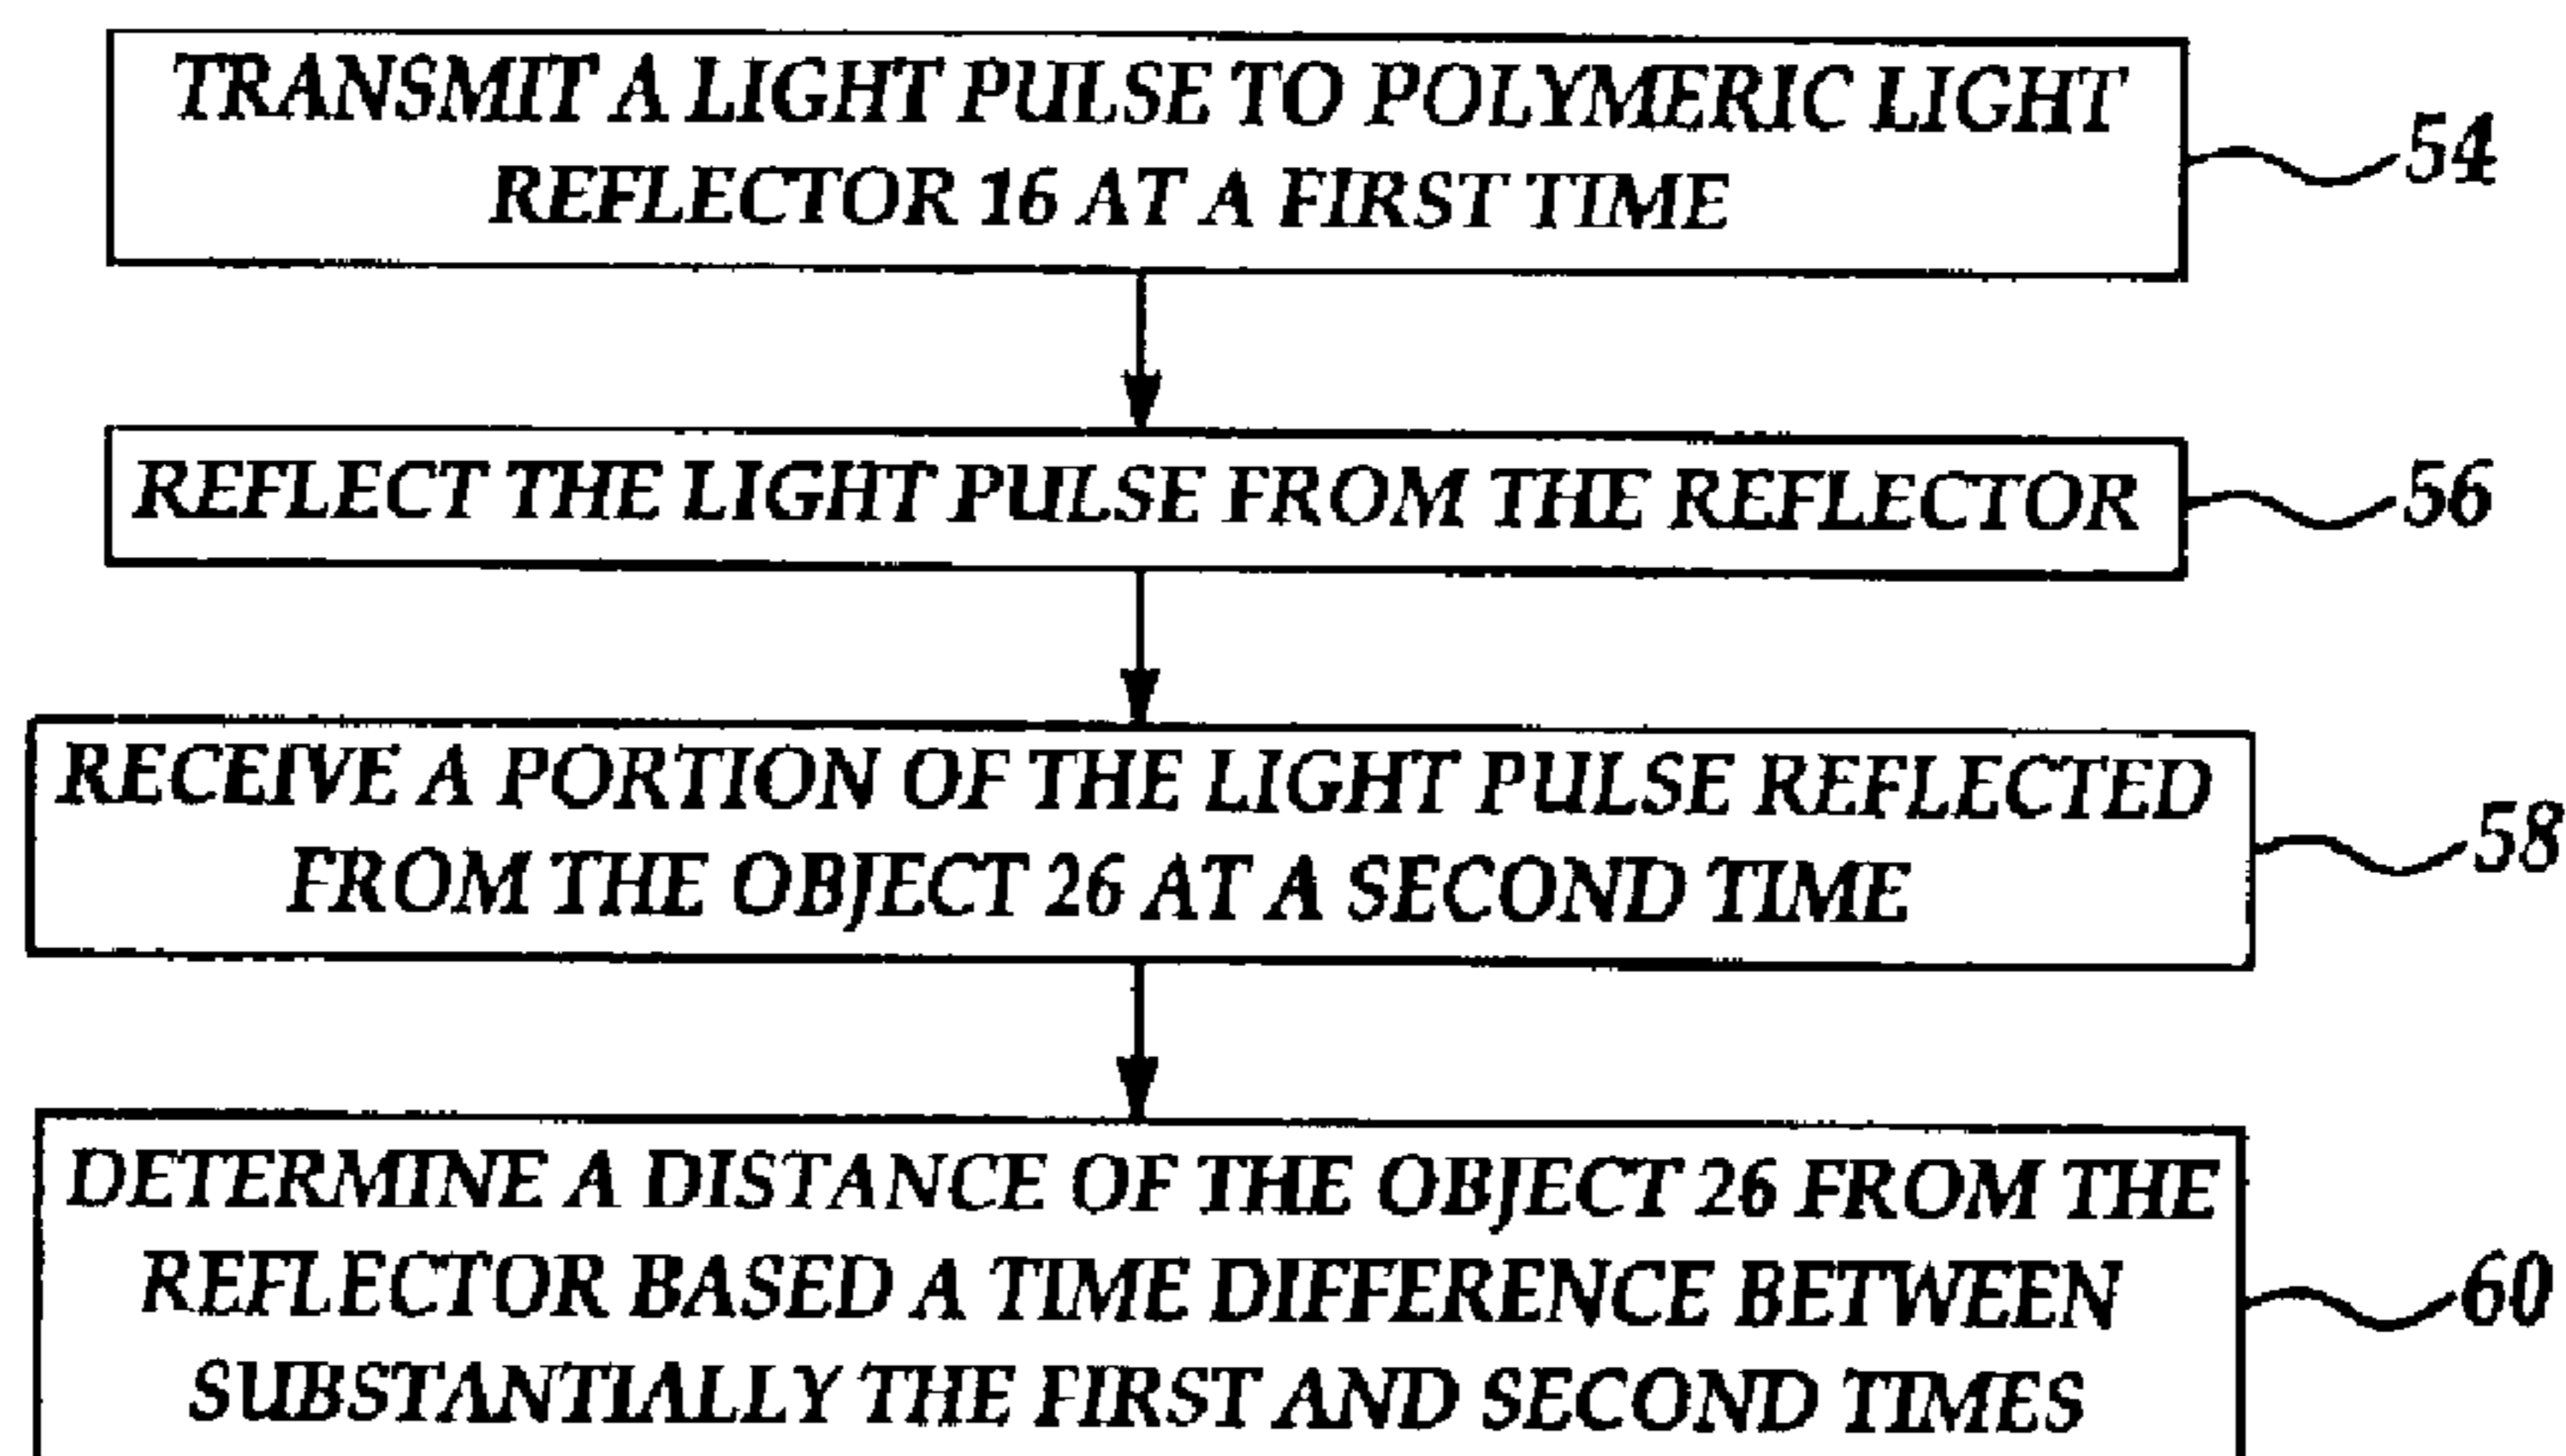 TRANSMIT A LIGHT PULSE TO POLYMERIC LIGHT
REFLECTOR 16 AT A FIRST TIME
54
REFLECT THE LIGHT PULSE FROM THE REFLECTOR
56
RECEIVE A PORTION OF THE LIGHT PULSE REFLECTED
FROM THE OBJECT 26 AT A SECOND TIME
58
DETERMINE A DISTANCE OF THE OBJECT 26 FROM THE
REFLECTOR BASED A TIME DIFFERENCE BETWEEN
SUBSTANTIALLY THE FIRST AND SECOND TIMES
60